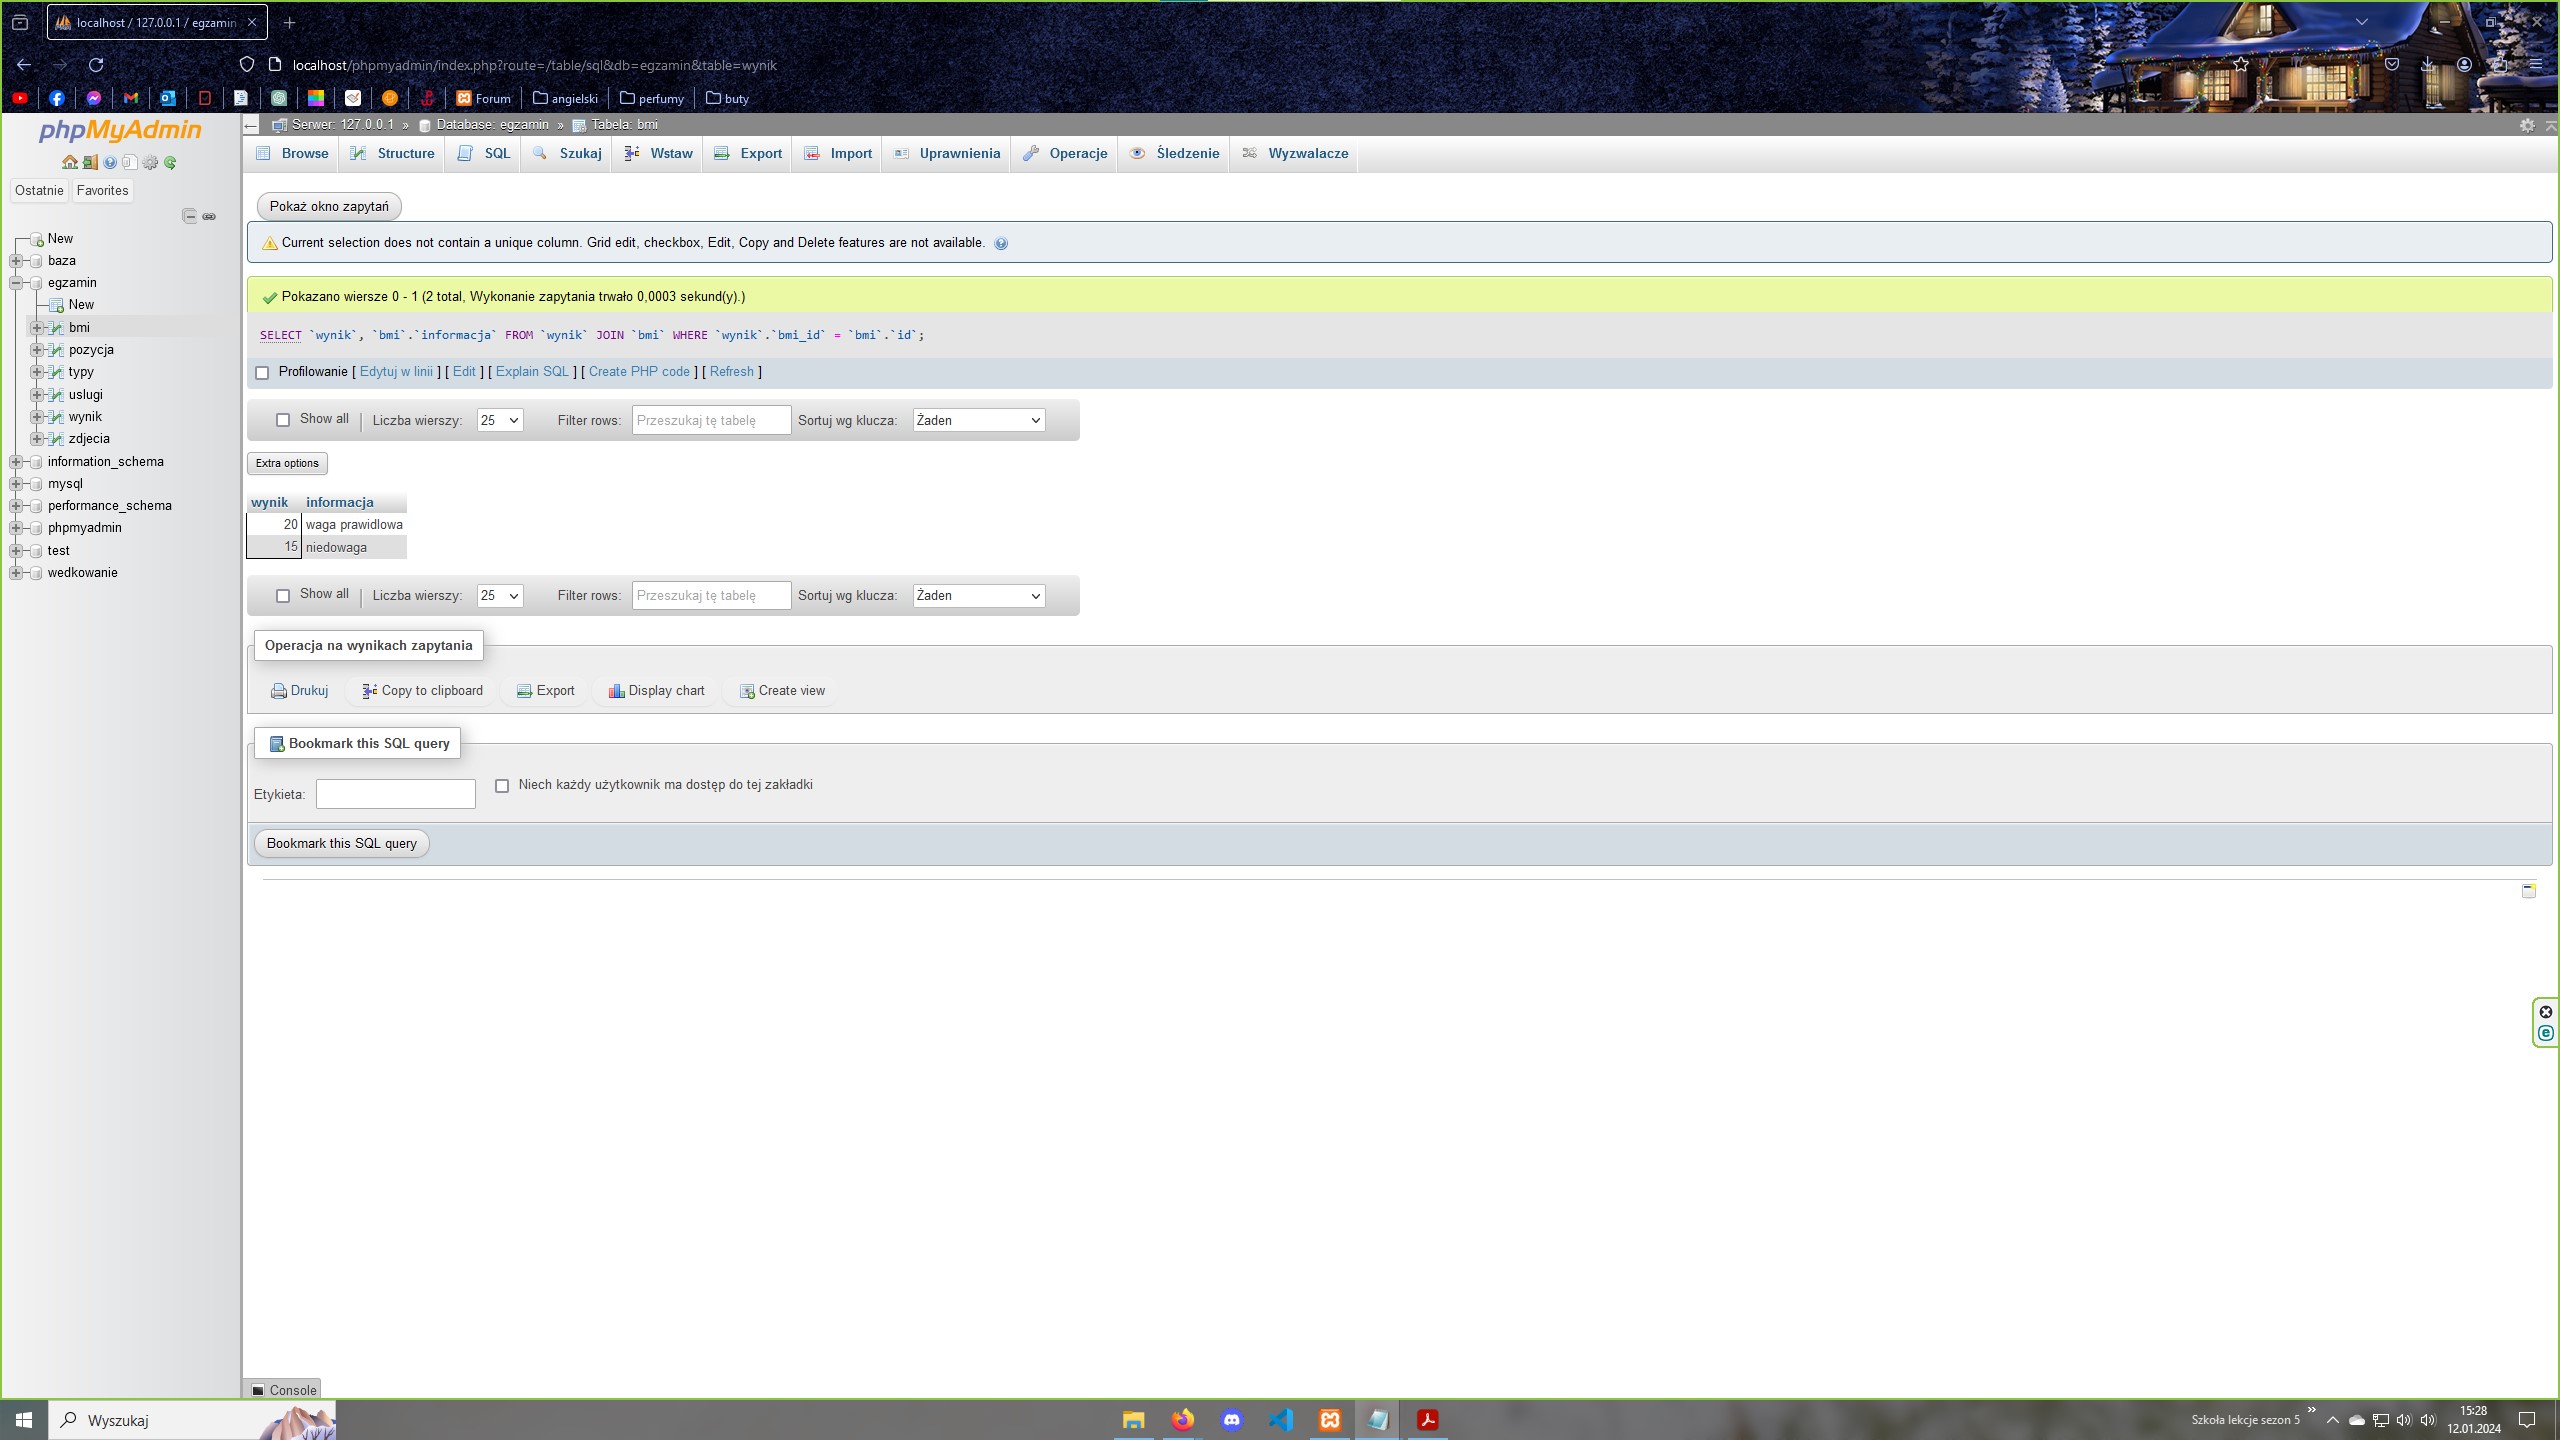 localhost / 127.0.0.1 / egzamin
localhost/phpmyadmin/index.php?route=/table/sql&db=egzamin&table=wynik
Forum
angielski
perfumy
buty
phpMyAdmin
Ostatnie
Favorites
New
baza
egzamin
New
bmi
pozycja
typy
uslugi
wynik
zdjecia
information_schema
mysql
performance_schema
phpmyadmin
test
wedkowanie
Serwer: 127.0.0.1 » Database: egzamin » Tabela: bmi
Browse Structure SQL Szukaj Wstaw Export Import Uprawnienia Operacje Śledzenie Wyzwalacze
Pokaż okno zapytań
Current selection does not contain a unique column. Grid edit, checkbox, Edit, Copy and Delete features are not available.
Pokazano wiersze 0 - 1 (2 total, Wykonanie zapytania trwało 0,0003 sekund(y).)
SELECT `wynik`, `bmi`.`informacja` FROM `wynik` JOIN `bmi` WHERE `wynik`.`bmi_id` = `bmi`.`id`;
Profilowanie [ Edytuj w linii ] [ Edit ] [ Explain SQL ] [ Create PHP code ] [ Refresh ]
Show all | Liczba wierszy: 25 Filter rows: Przeszukaj tę tabelę Sortuj wg klucza: Żaden
Extra options
wynik informacja
20 waga prawidlowa
15 niedowaga
Show all | Liczba wierszy: 25 Filter rows: Przeszukaj tę tabelę Sortuj wg klucza: Żaden
Operacja na wynikach zapytania
Drukuj Copy to clipboard Export Display chart Create view
Bookmark this SQL query
Etykieta: Niech każdy użytkownik ma dostęp do tej zakładki
Bookmark this SQL query
Console
Wyszukaj
Szkoła lekcje sezon 5
15:28
12.01.2024